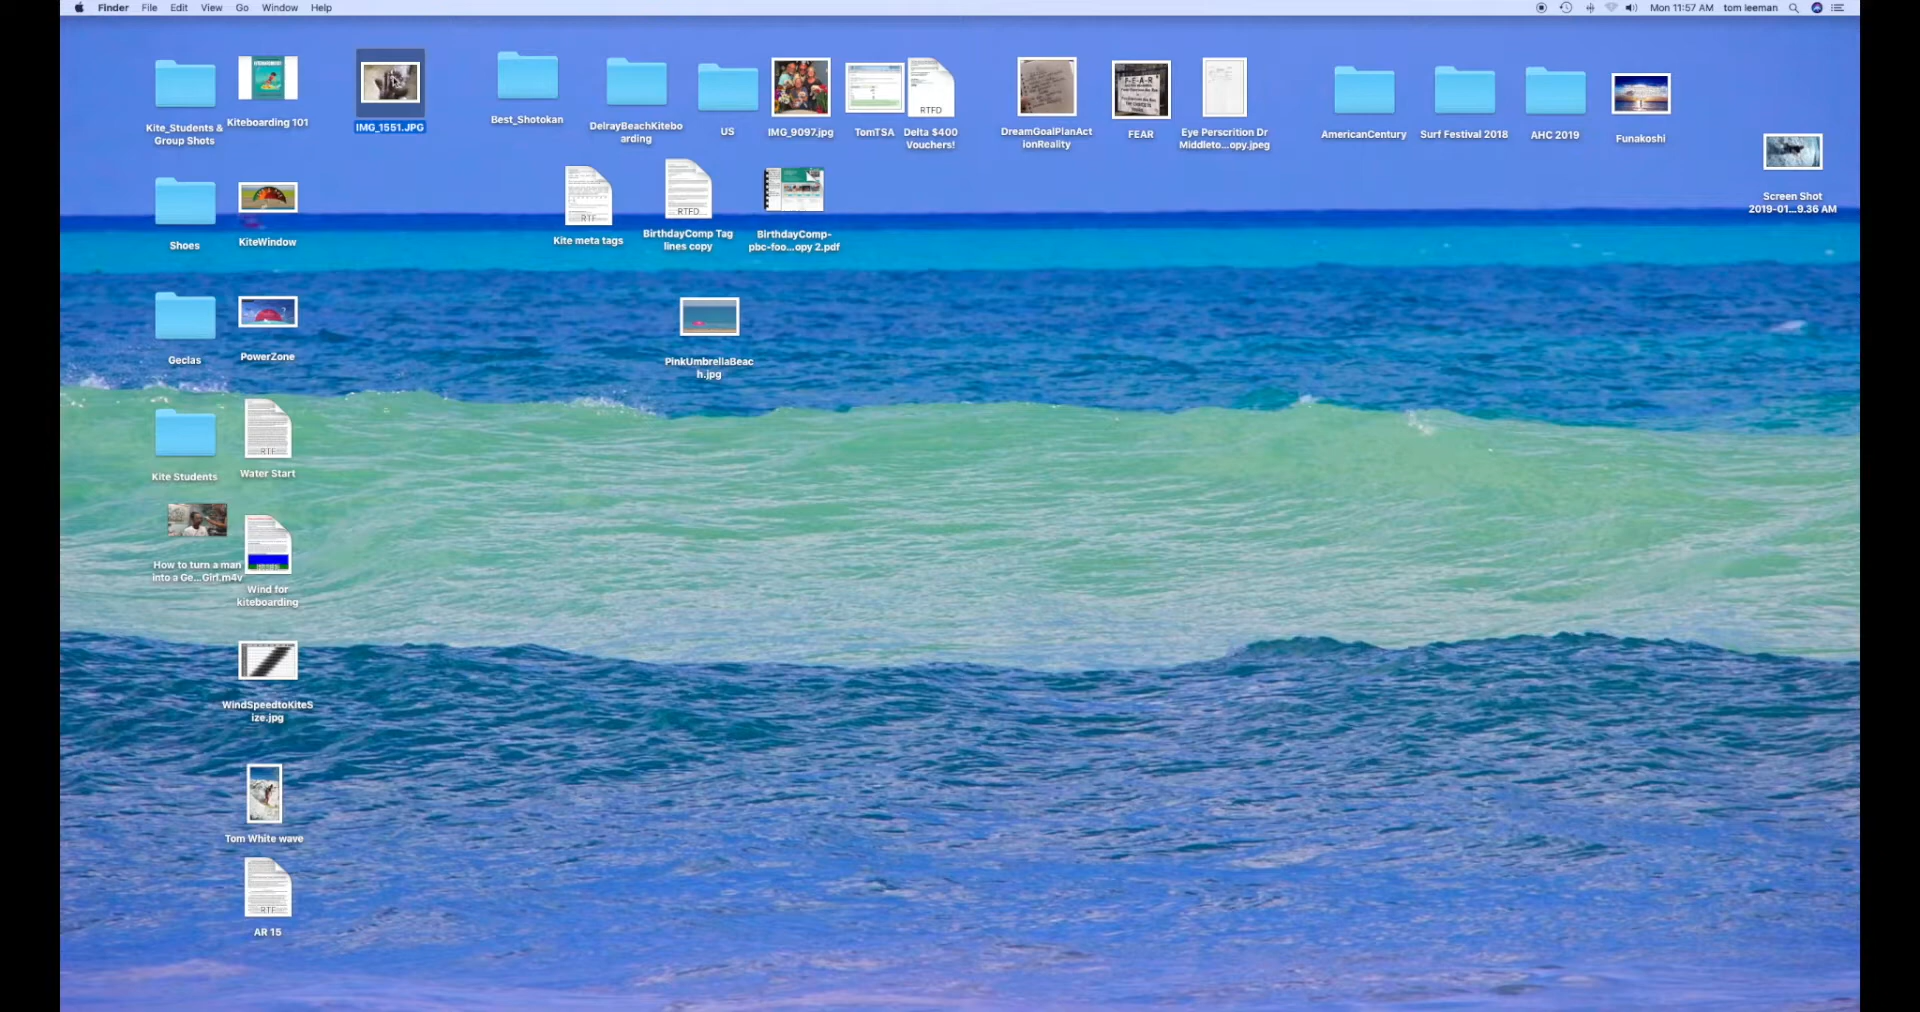 Finder File Edit View Go Window Help
Mon 11:57 AM tom leeman
Kite_Students &
Group Shots
Kiteboarding 101
IMG_1551.JPG
Best_Shotokan
DelrayBeachKitebo
arding
US
IMG_9097.jpg
TomTSA
RTFD
Delta $400
Vouchers!
DreamGoalPlanAct
ionReality
F-E-A-R
FEAR
Eye Perscrition Dr
Middleto...opy.jpeg
AmericanCentury
Surf Festival 2018
AHC 2019
Funakoshi
Screen Shot
2019-01...9.36 AM
Shoes
KiteWindow
RTF
Kite meta tags
RTFD
BirthdayComp Tag
lines copy
BirthdayComp-
pbc-foo...opy 2.pdf
Geclas
PowerZone
PinkUmbrellaBeac
h.jpg
Kite Students
RTF
Water Start
How to turn a man
into a Ge...Girl.m4v
Wind for
kiteboarding
WindSpeedtoKiteS
ize.jpg
Tom White wave
RTF
AR 15